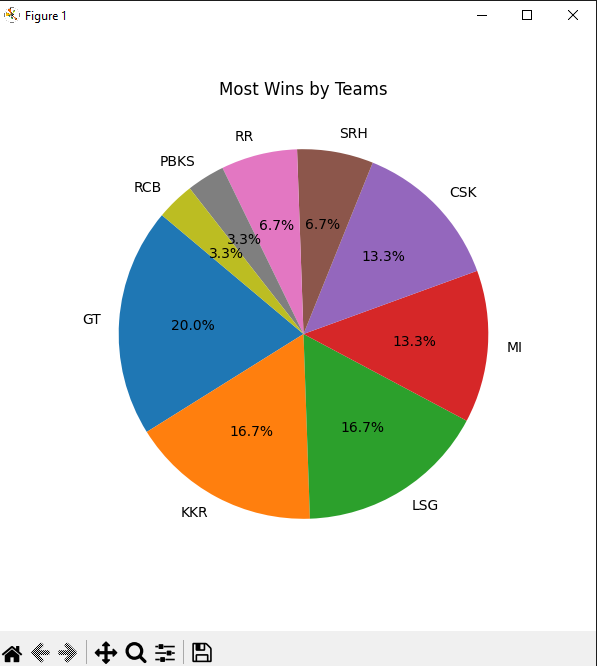 Figure 1
Most Wins by Teams
SRH
RR
PBKS
RCB
CSK
GT
MI
KKR
LSG
6.7%
6.7%
3.3%
3.3%
13.3%
20.0%
13.3%
16.7%
16.7%